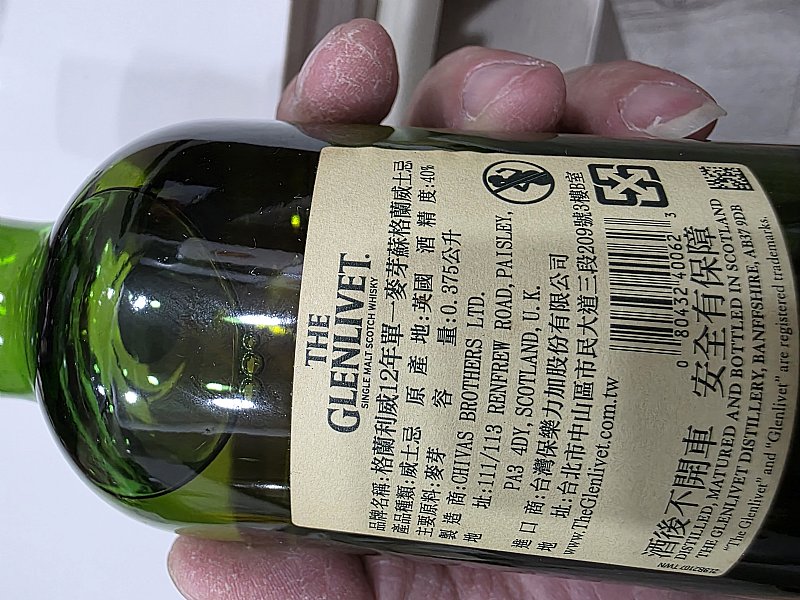 THE
GLENLIVET.
SINGLE MALT SCOTCH WHISKY
品牌名稱:格蘭利威12年單一麥芽蘇格蘭威士忌
產品種類:威士忌 原產地:英國 酒精度:40%
主要原料:麥芽 容量:0.375公升
製造商:CHIVAS BROTHERS LTD.
地址:111/113 RENFREW ROAD, PAISLEY,
PA3 4DY, SCOTLAND, U.K.
進口商:台灣保樂力加股份有限公司
地址:台北市中山區市民大道三段209號3樓B室
www.TheGlenlivet.com.tw
0 80432 40062 3
酒後不開車 安全有保障
DISTILLED, MATURED AND BOTTLED IN SCOTLAND
THE GLENLIVET DISTILLERY, BANFFSHIRE, AB37 9DB
"The Glenlivet" and "Glenlivet" are registered trademarks.